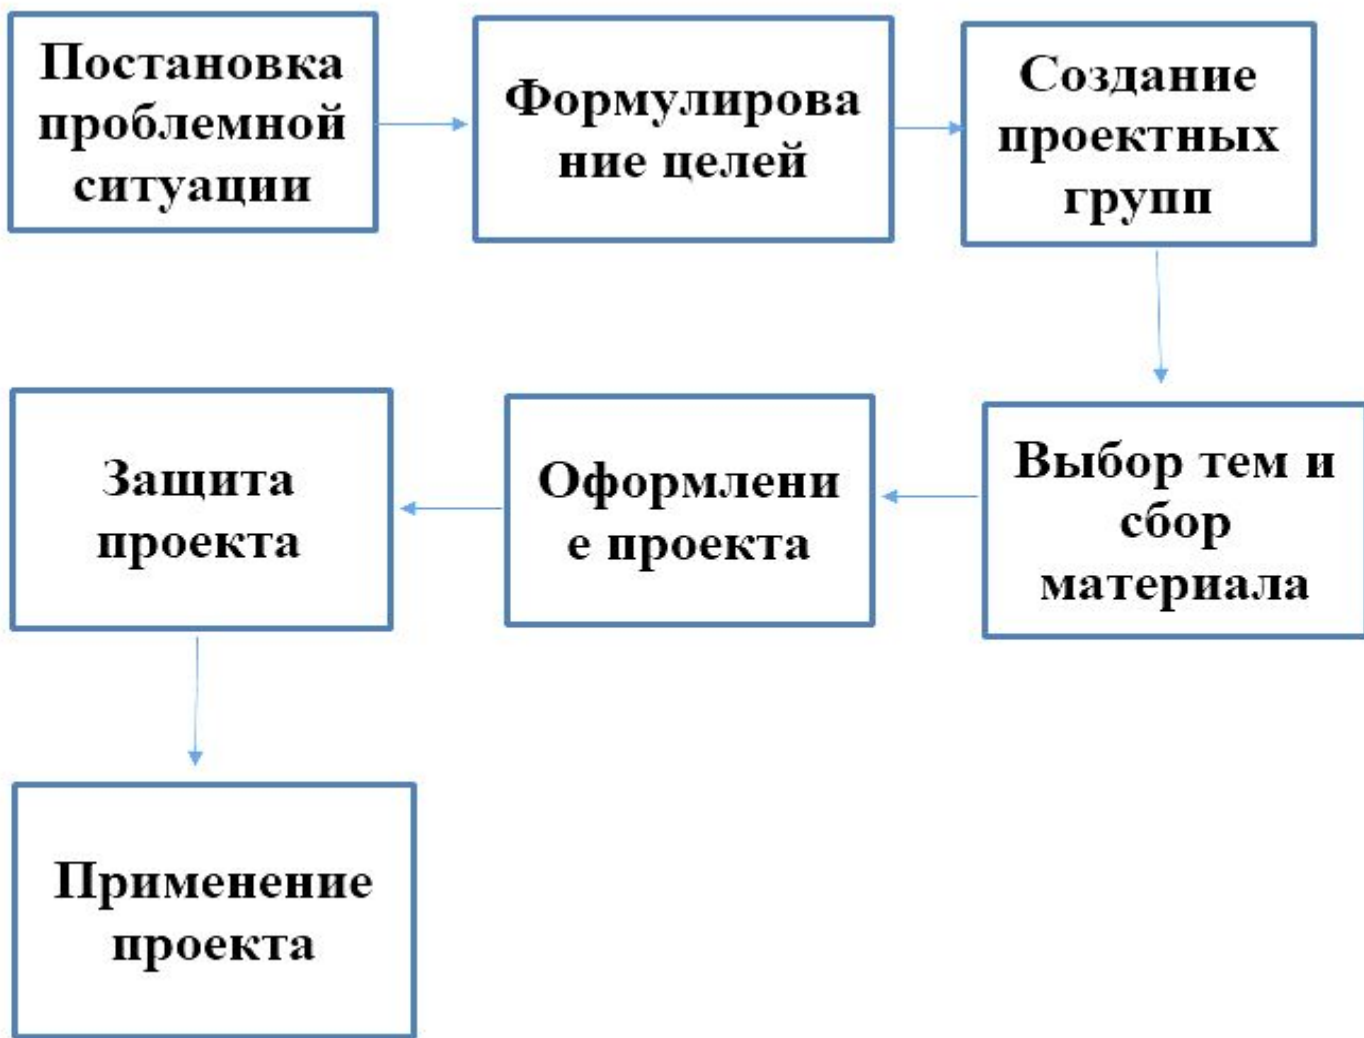 Постановка
проблемной
ситуации
Формулирова
ние целей
Создание
проектных
групп
Выбор тем и
сбор
материала
Оформлени
е проекта
Защита
проекта
Применение
проекта